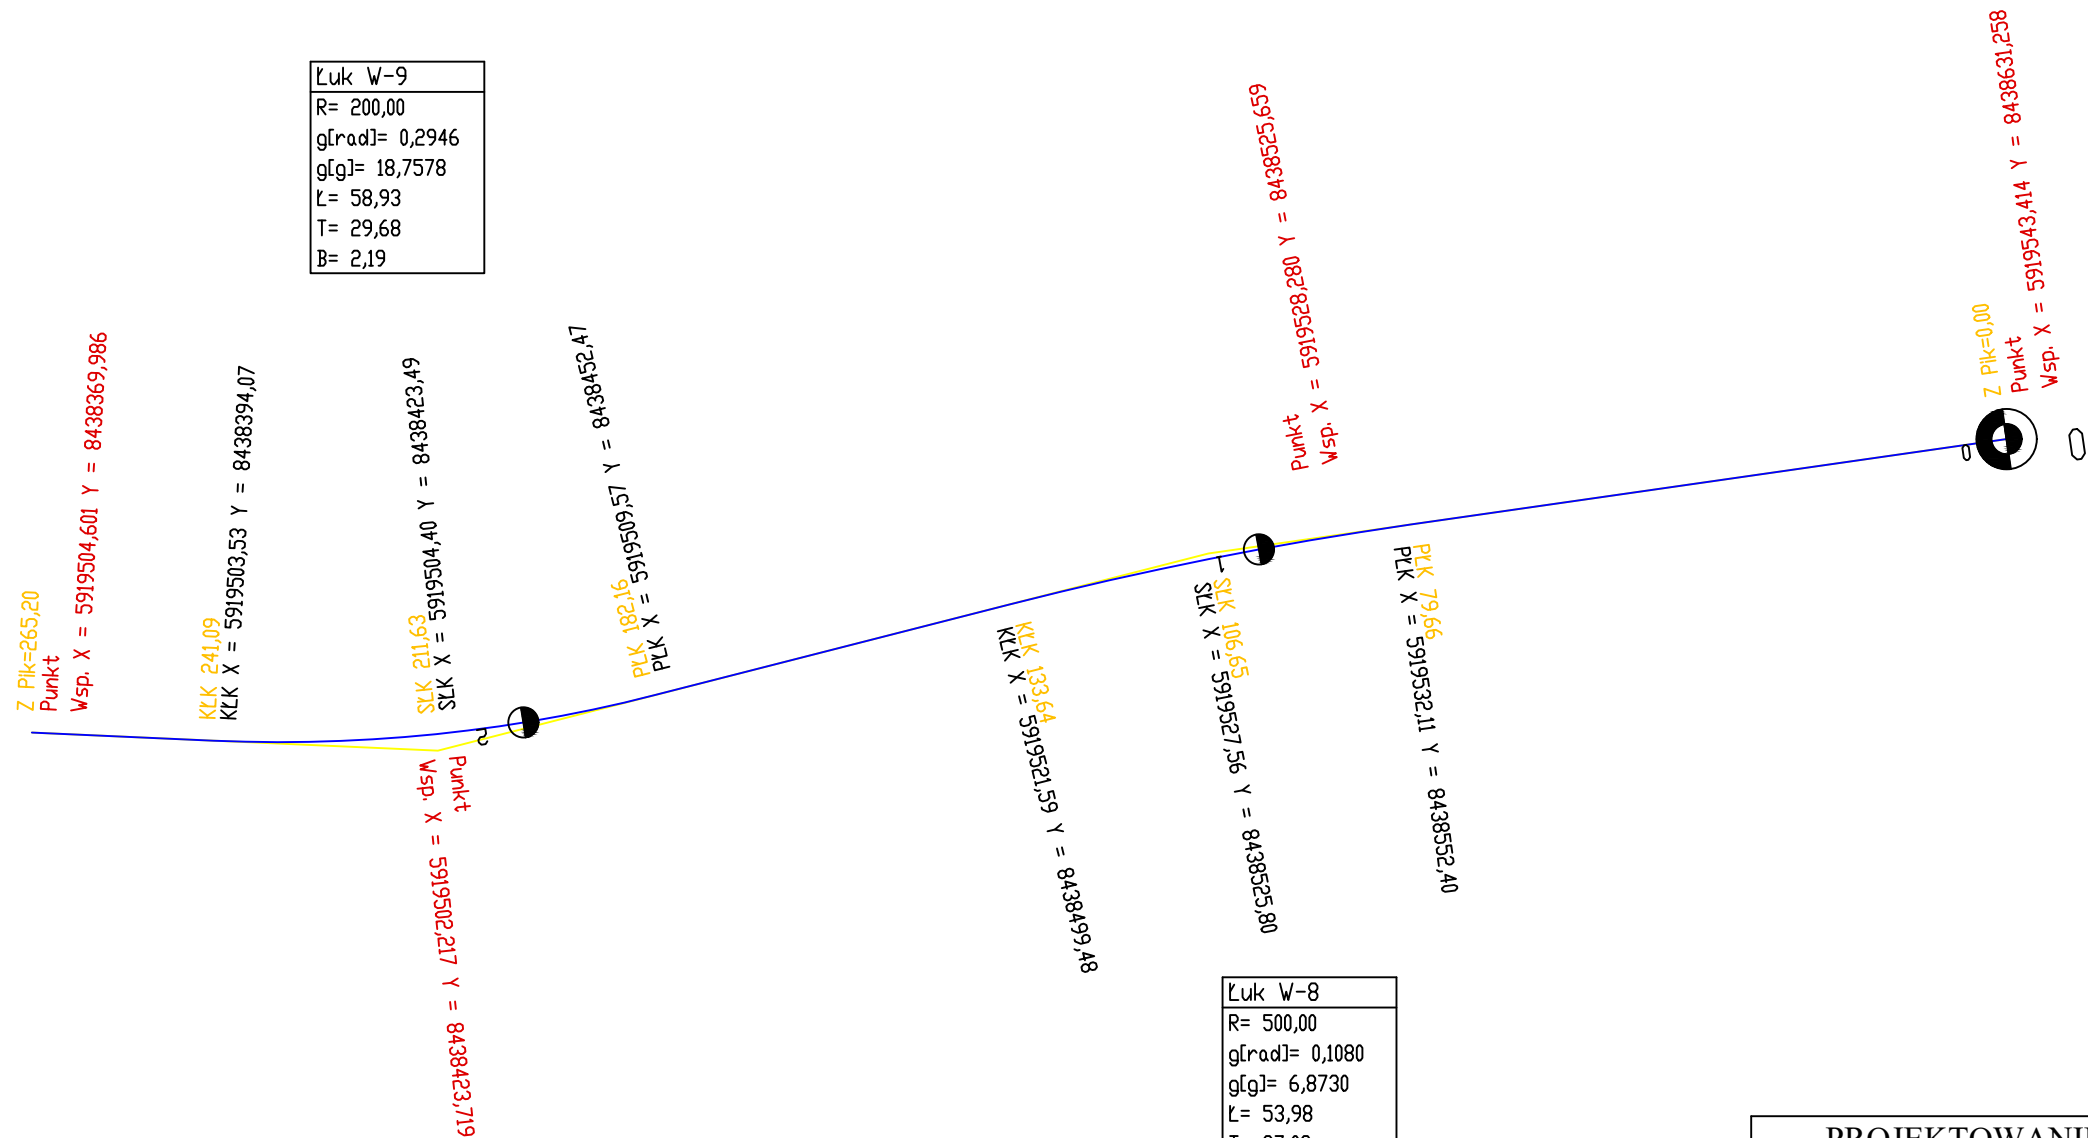 Łuk W-9
R= 200,00
g[rad]= 0,2946
g[g]= 18,7578
Ł= 58,93
T= 29,68
B= 2,19
Z Pik=265,20
Punkt
Wsp. X = 5919504,601 Y = 8438369,986
KŁK 241,09
KŁK X = 5919503,53 Y = 8438394,07
SŁK 211,63
SŁK X = 5919504,40 Y = 8438423,49
PŁK 182,16
PŁK X = 5919509,57 Y = 8438452,47
2
Punkt
Wsp. X = 5919502,217 Y = 8438423,719
KŁK 133,64
KŁK X = 5919521,59 Y = 8438499,48
Punkt
Wsp. X = 5919528,280 Y = 8438525,659
1
SŁK 106,65
SŁK X = 5919527,56 Y = 8438525,80
PŁK 79,66
PŁK X = 5919532,11 Y = 8438552,40
Z Pik=0,00
Punkt
Wsp. X = 5919543,414 Y = 8438631,258
0
0
Łuk W-8
R= 500,00
g[rad]= 0,1080
g[g]= 6,8730
Ł= 53,98